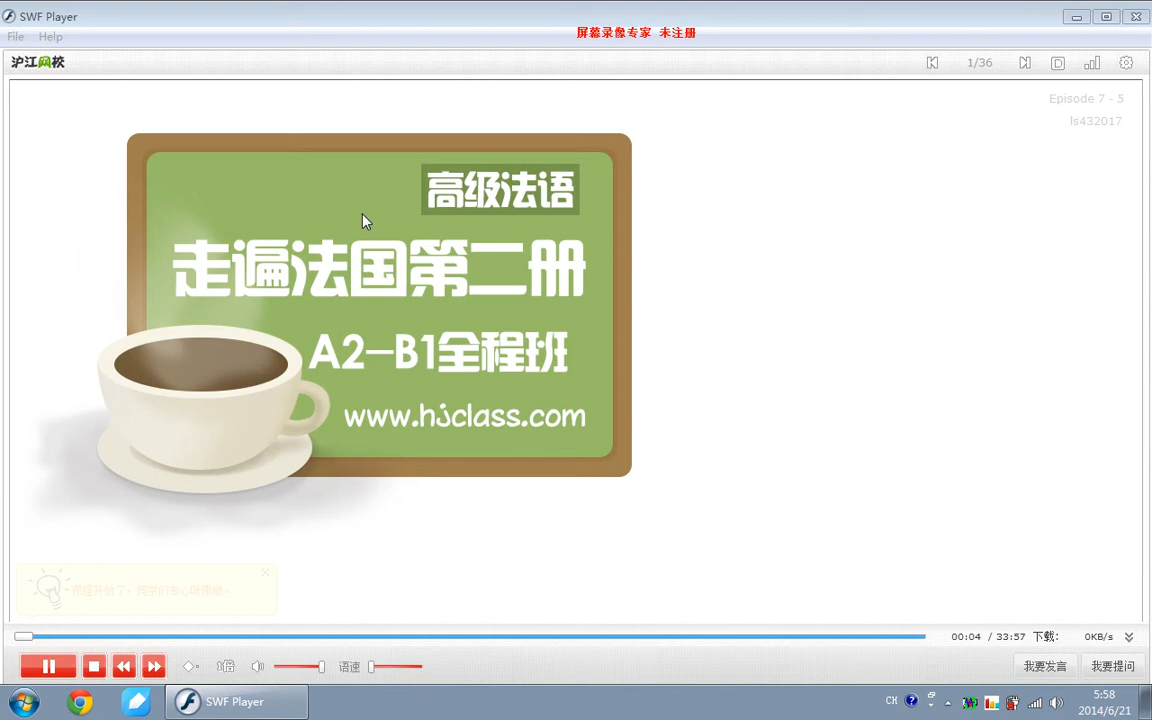 SWF Player
File Help
屏幕录像专家 未注册
沪江网校
1/36
D
Episode 7 - 5
ls432017
高级法语
走遍法国第二册
A2-B1全程班
www.hjclass.com
00:04 / 33:57 下载: 0KB/s
1倍
语速
我要发言
我要提问
SWF Player
CH
5:58
2014/6/21